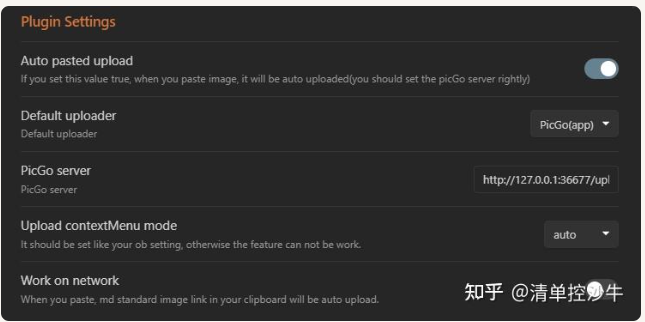 Plugin Settings
Auto pasted upload
If you set this value true, when you paste image, it will be auto uploaded(you should set the picGo server rightly)
Default uploader
Default uploader
PicGo(app)
PicGo server
PicGo server
http://127.0.0.1:36677/upl
Upload contextMenu mode
It should be set like your ob setting, otherwise the feature can not be work.
auto
Work on network
When you paste, md standard image link in your clipboard will be auto upload.
知乎 @清单控沙牛